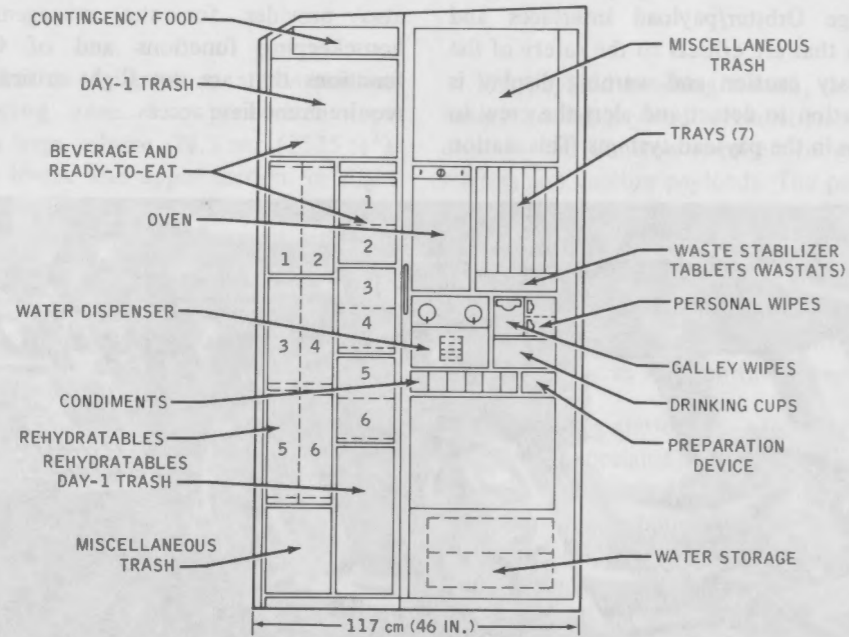 CONTINGENCY FOOD
DAY-1 TRASH
BEVERAGE AND
READY-TO-EAT
OVEN
WATER DISPENSER
CONDIMENTS
REHYDRATABLES
REHYDRATABLES
DAY-1 TRASH
MISCELLANEOUS
TRASH
1 2
3 4
5 6
1
2
3
4
5
6
MISCELLANEOUS
TRASH
TRAYS (7)
WASTE STABILIZER
TABLETS (WASTATS)
PERSONAL WIPES
GALLEY WIPES
DRINKING CUPS
PREPARATION
DEVICE
WATER STORAGE
117 cm (46 IN.)